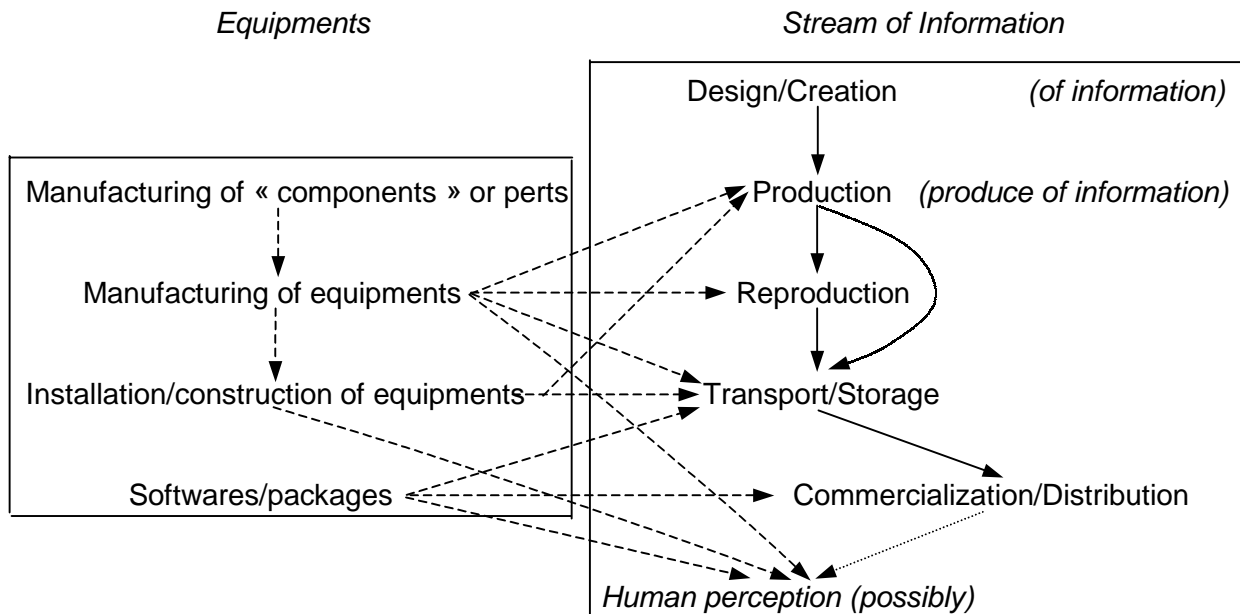 Equipments
Stream of Information
Design/Creation (of information)
Manufacturing of « components » or perts
Production (produce of information)
Manufacturing of equipments
Reproduction
Installation/construction of equipments
Transport/Storage
Softwares/packages
Commercialization/Distribution
Human perception (possibly)